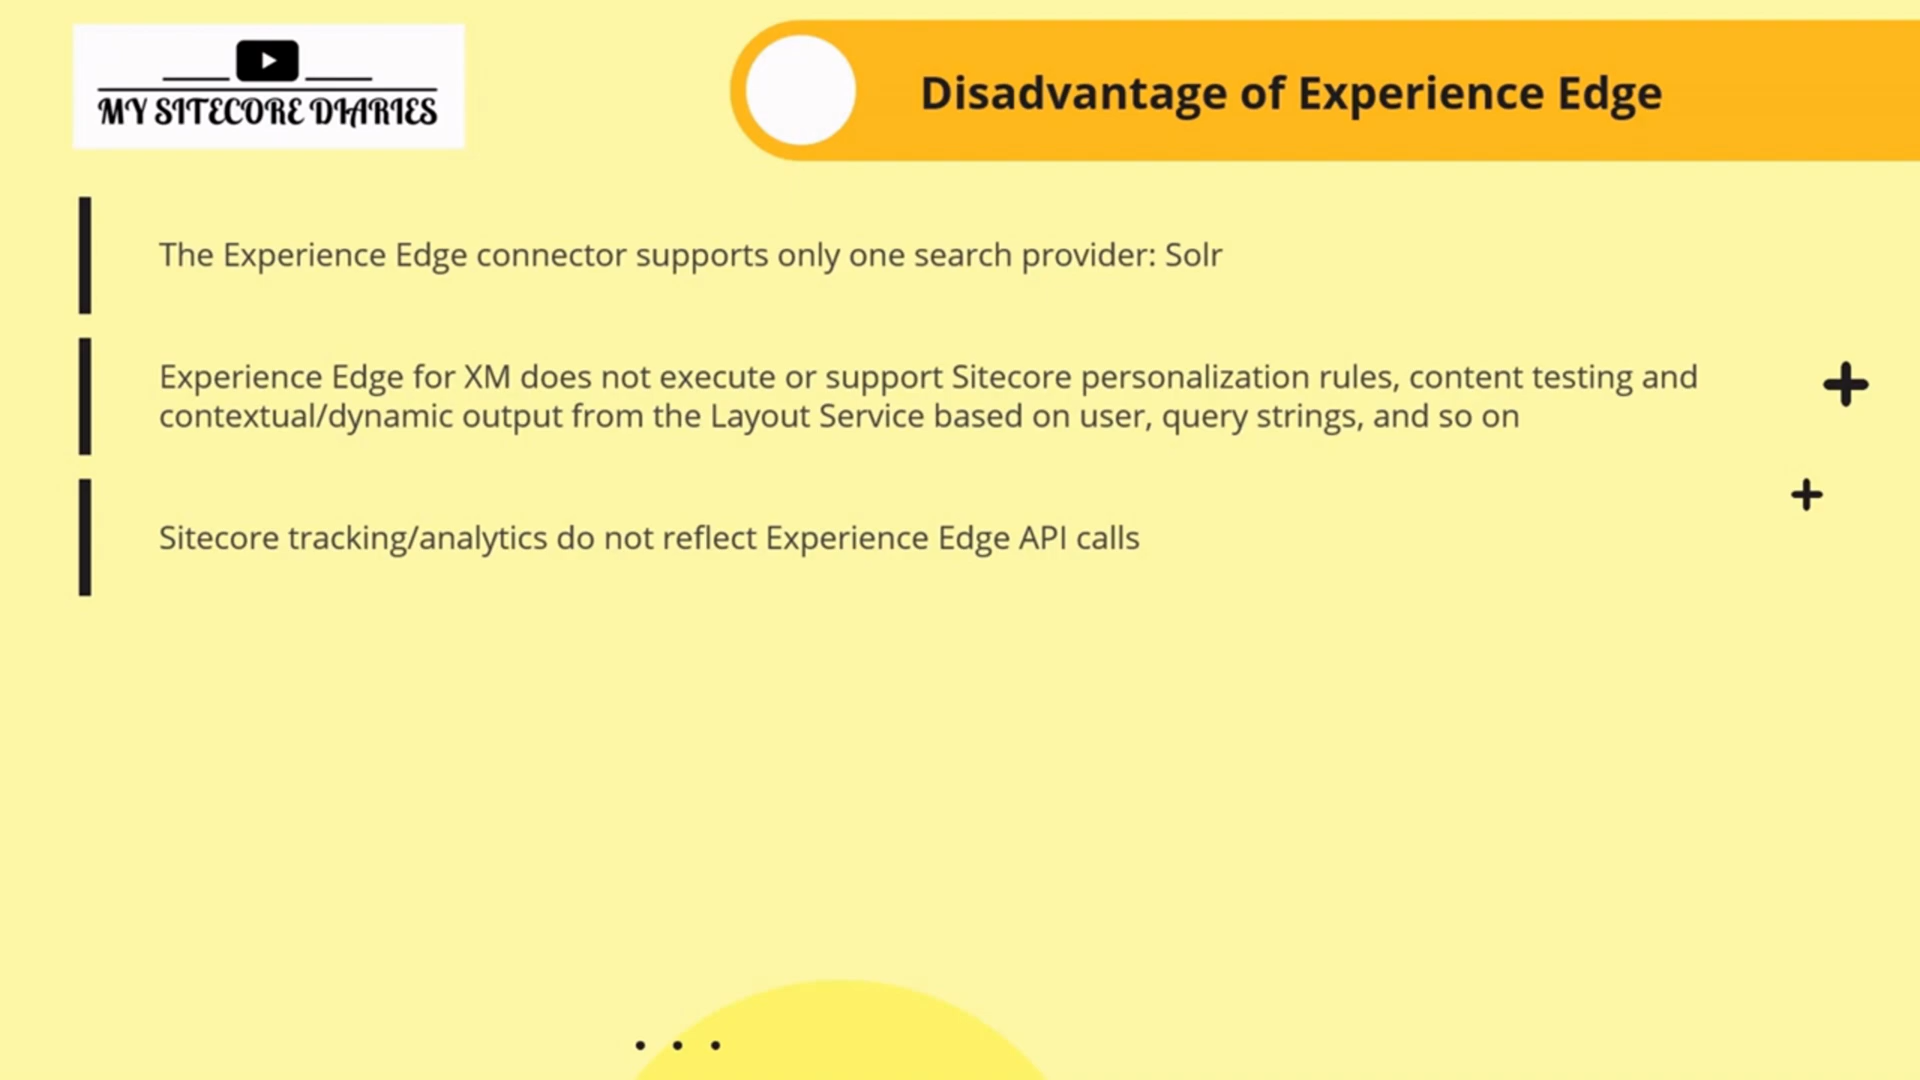 MY SITECORE DIARIES
Disadvantage of Experience Edge
The Experience Edge connector supports only one search provider: Solr
Experience Edge for XM does not execute or support Sitecore personalization rules, content testing and
contextual/dynamic output from the Layout Service based on user, query strings, and so on
Sitecore tracking/analytics do not reflect Experience Edge API calls